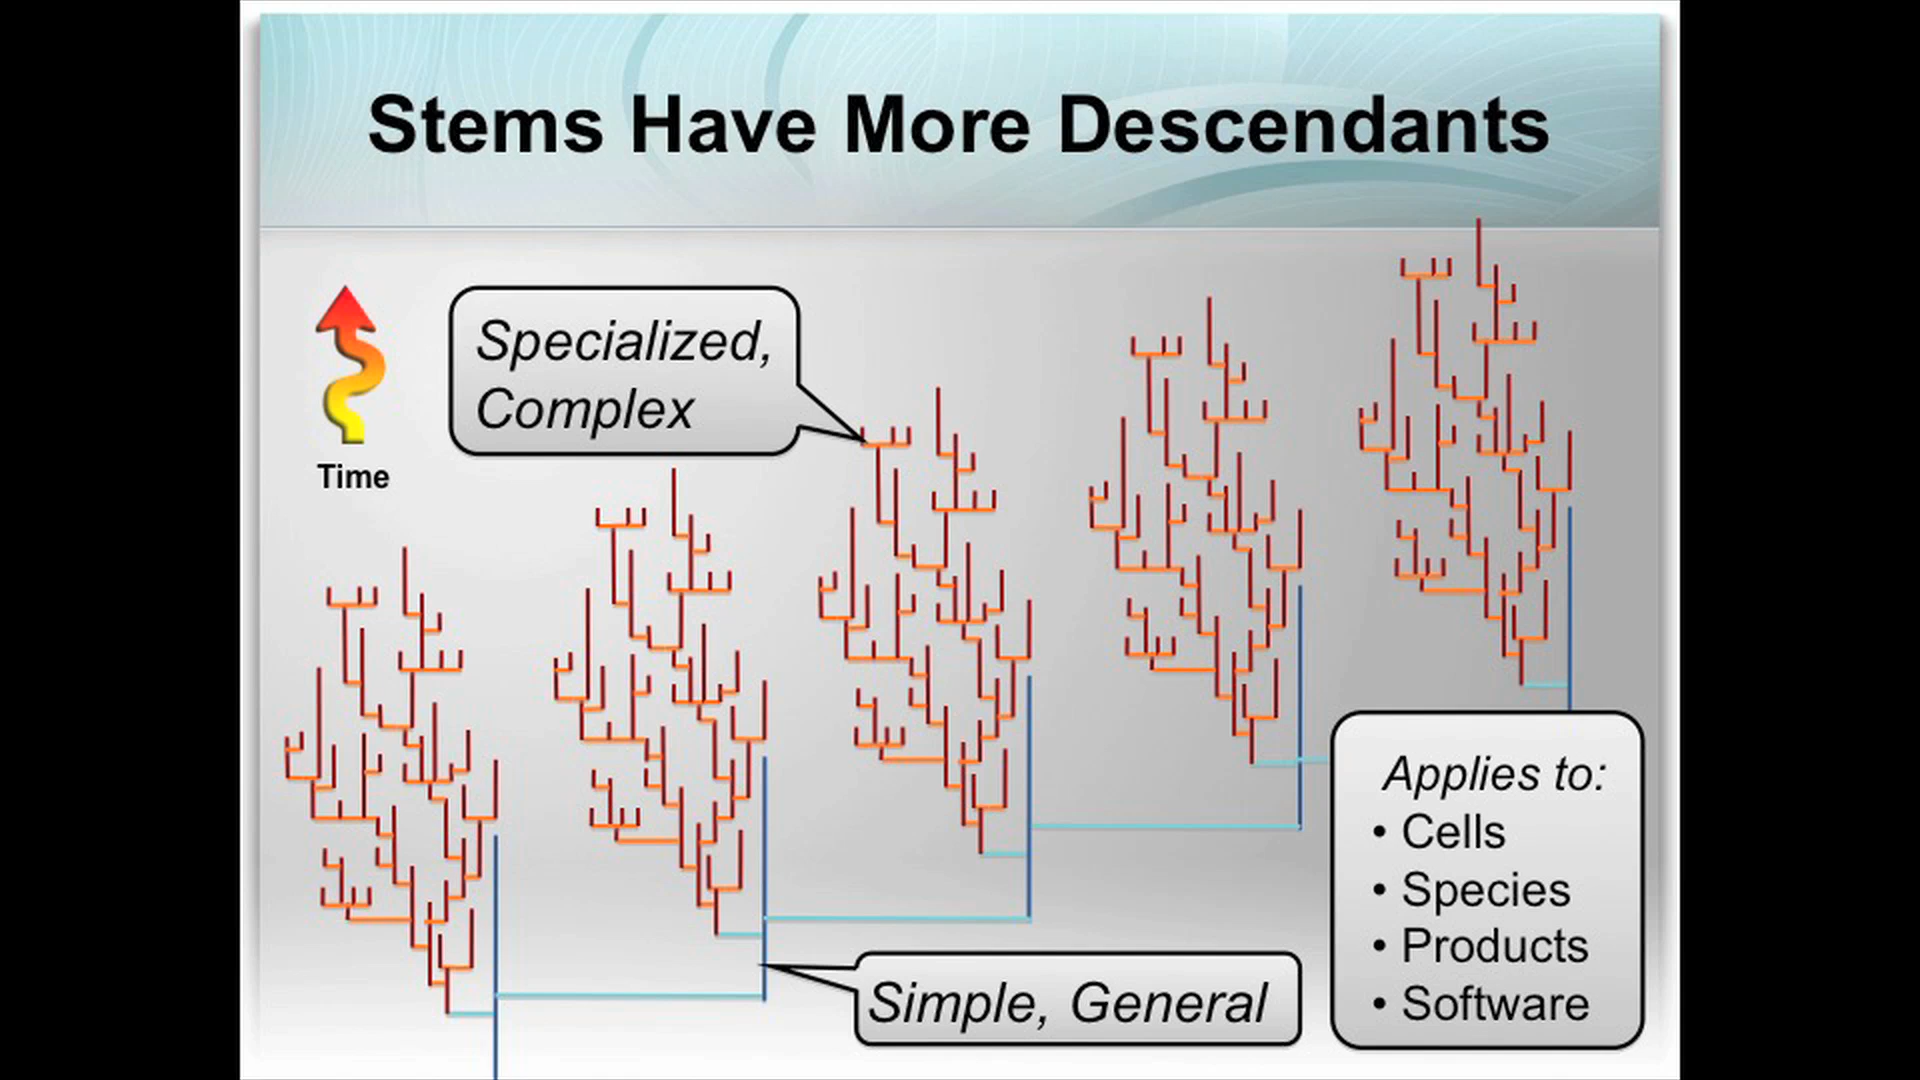 Stems Have More Descendants
Specialized,
Complex
Time
Simple, General
Applies to:
• Cells
• Species
• Products
• Software